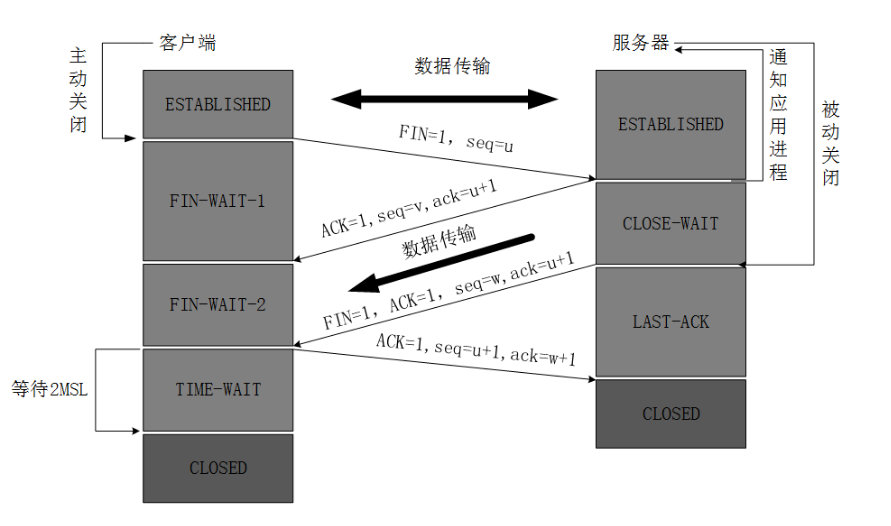 客户端
服务器
主动关闭
数据传输
通知应用进程
被动关闭
ESTABLISHED
ESTABLISHED
FIN=1, seq=u
FIN-WAIT-1
ACK=1,seq=v,ack=u+1
CLOSE-WAIT
数据传输
FIN-WAIT-2
FIN=1, ACK=1, seq=w,ack=u+1
LAST-ACK
ACK=1,seq=u+1,ack=w+1
等待2MSL
TIME-WAIT
CLOSED
CLOSED